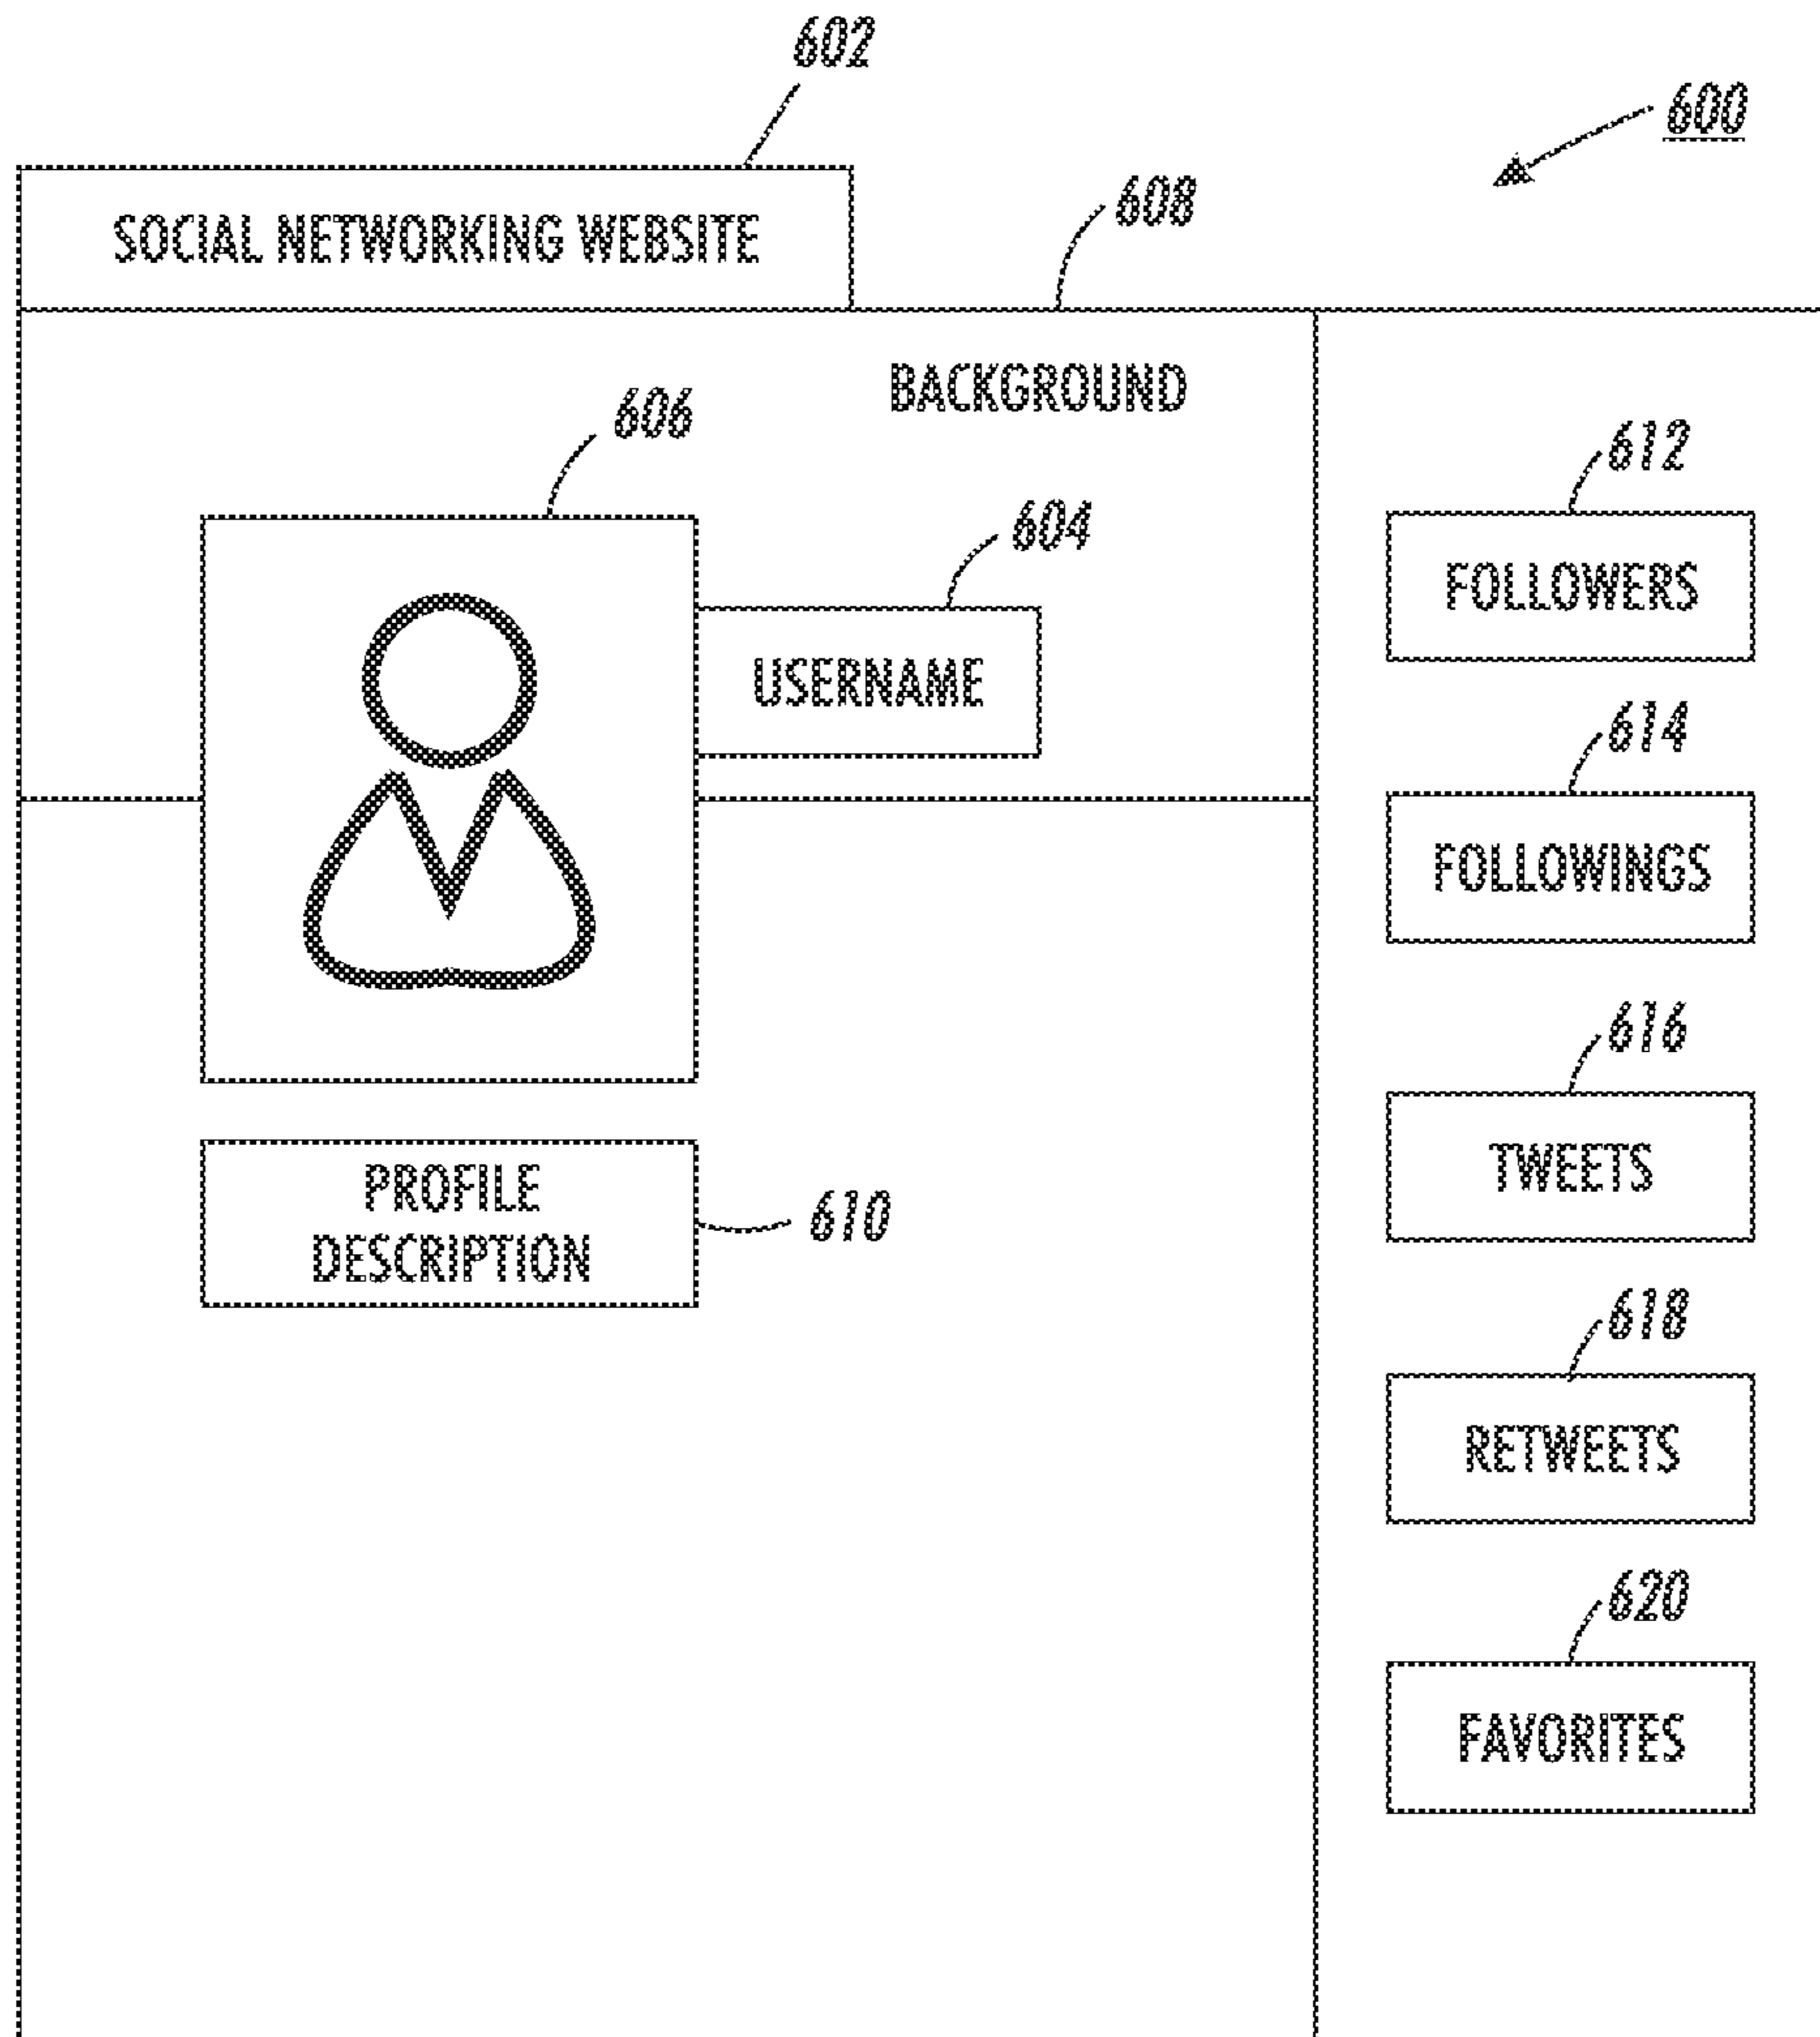 602
600
SOCIAL NETWORKING WEBSITE
608
BACKGROUND
606
604
USERNAME
612
FOLLOWERS
614
FOLLOWINGS
616
TWEETS
PROFILE
DESCRIPTION
610
618
RETWEETS
620
FAVORITES